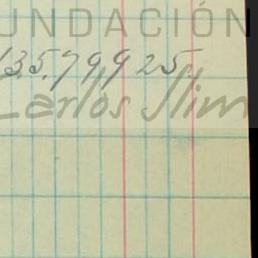 UNDACIÓN
135.799 25.
Carlos Slim